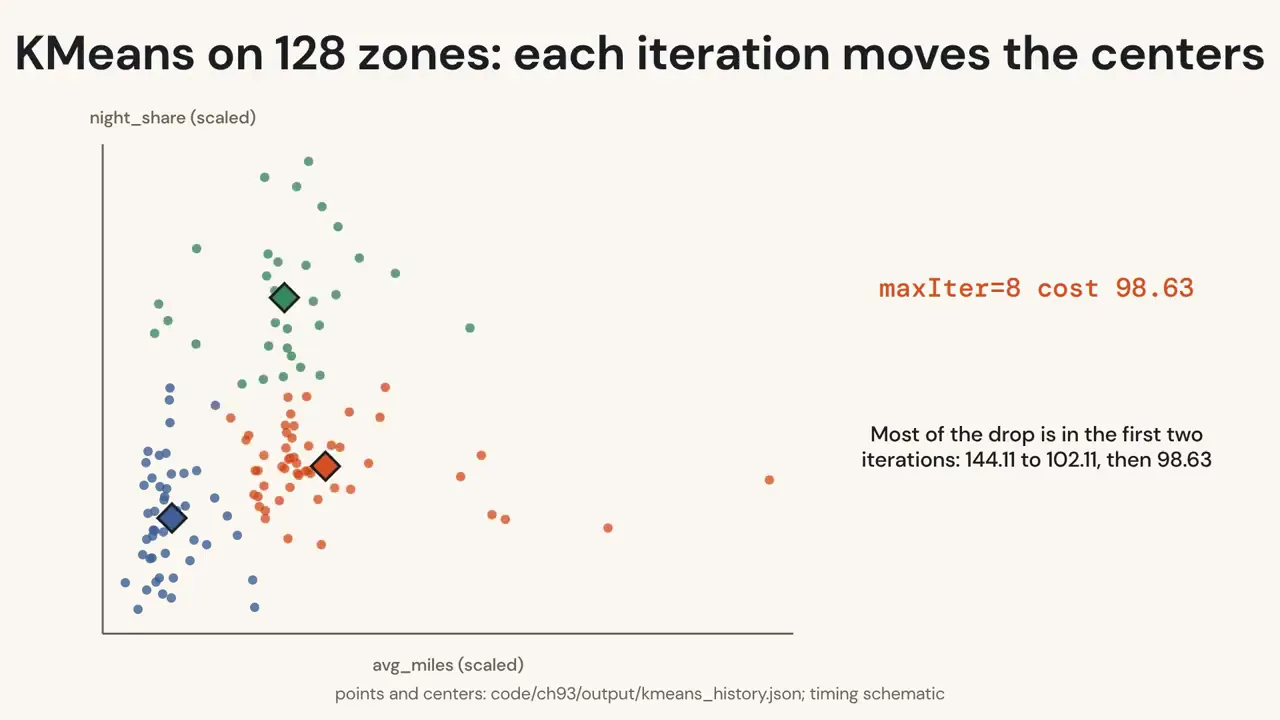 KMeans on 128 zones: each iteration moves the centers
night_share (scaled)
maxIter=8 cost 98.63
Most of the drop is in the first two
iterations: 144.11 to 102.11, then 98.63
avg_miles (scaled)
points and centers: code/ch93/output/kmeans_history.json; timing schematic